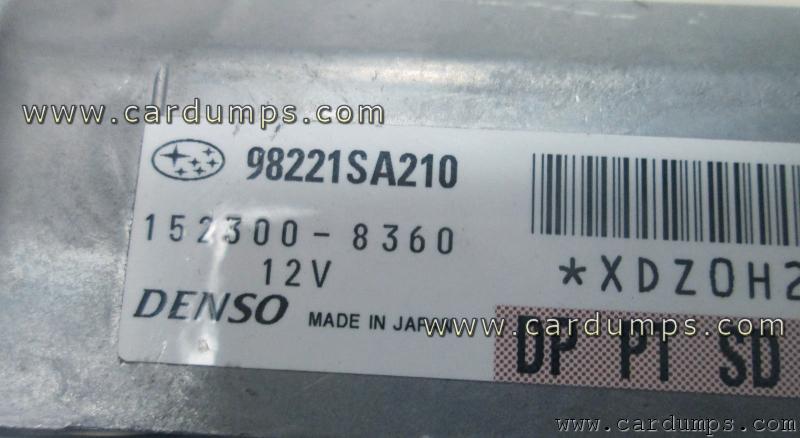 www.cardumps.com
98221SA210
152300-8360
12V
*XDZ0H2
DENSO MADE IN JAPAN
www.cardumps.com
DP PT SD
www.cardumps.com